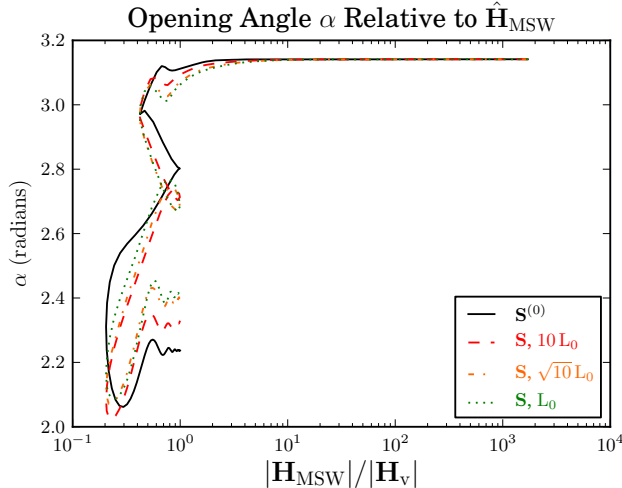 Opening Angle α Relative to Ĥ_MSW
3.2
3.0
2.8
2.6
2.4
2.2
2.0
α (radians)
S^(0)
S, 10 L_0
S, √10 L_0
S, L_0
10^−1 10^0 10^1 10^2 10^3 10^4
|H_MSW|/|H_v|